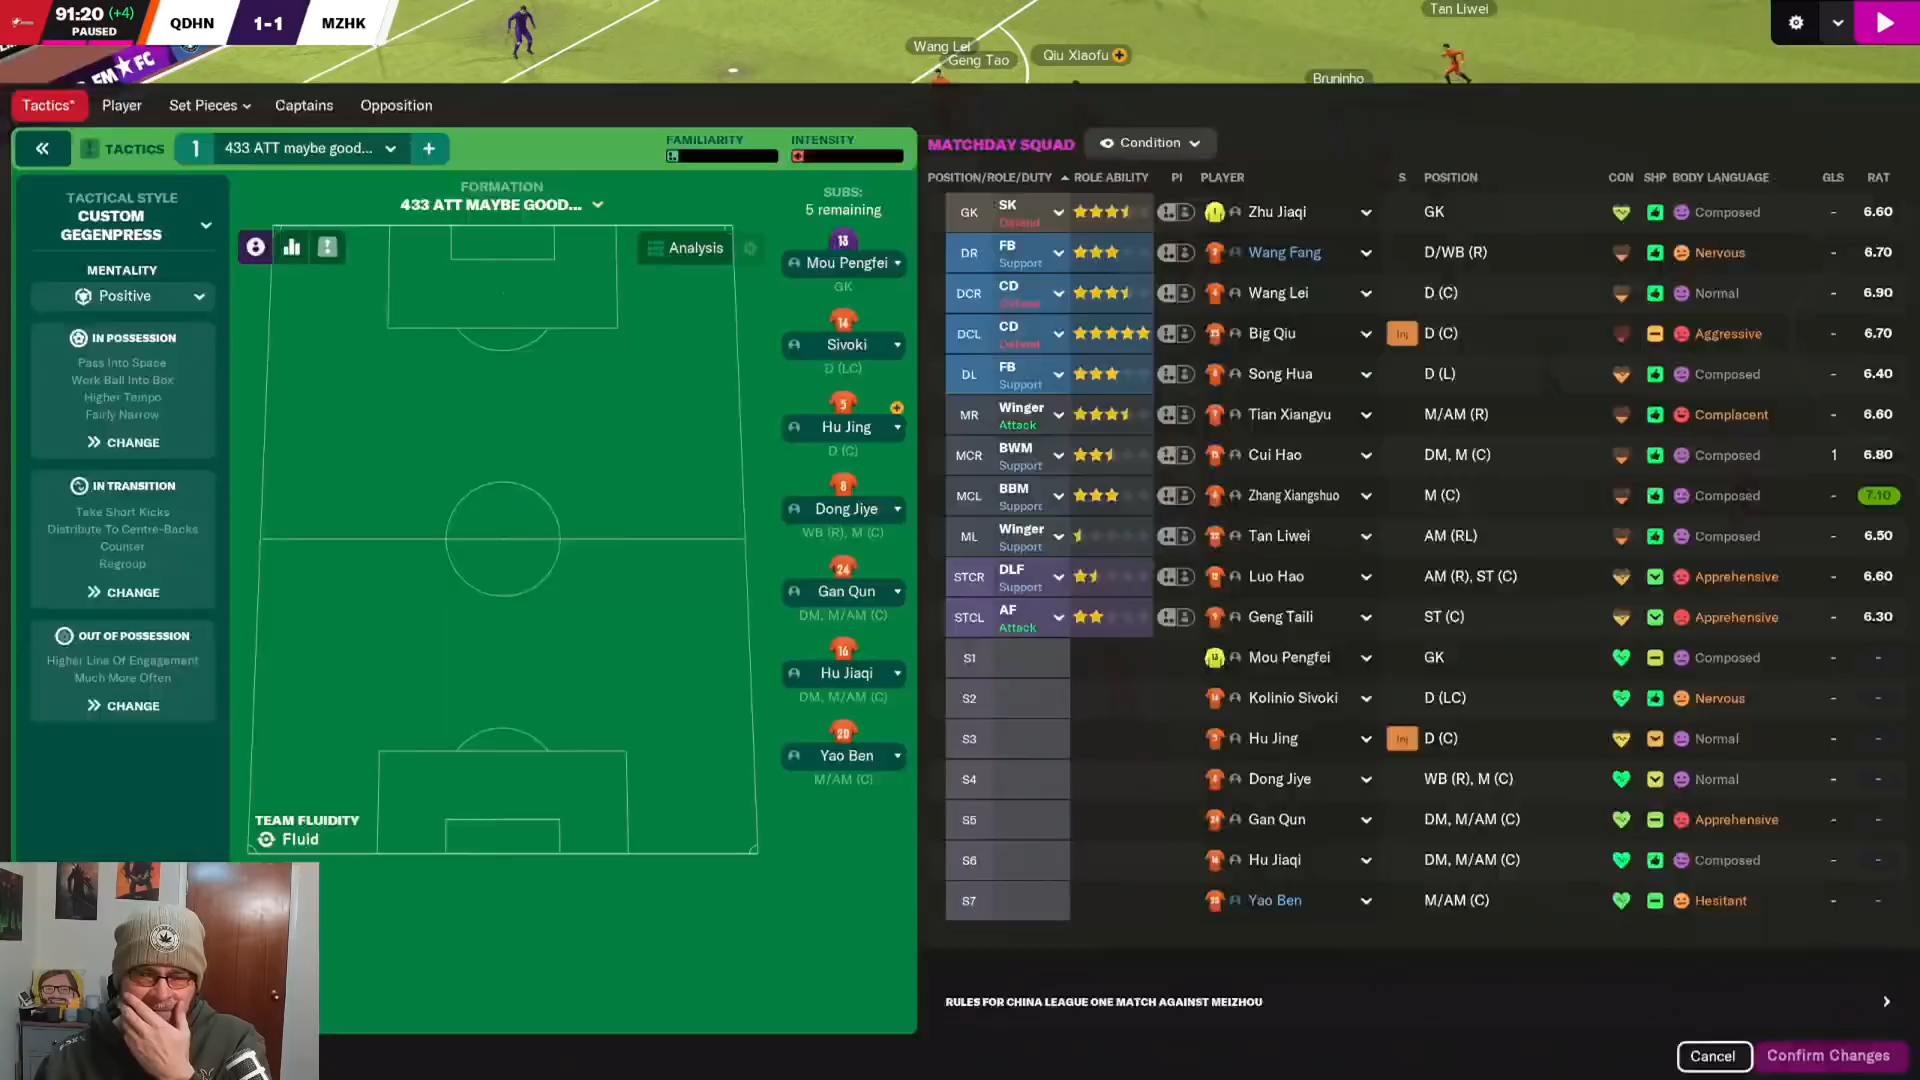 91:20 (+4)
PAUSED
QDHN
1-1
MZHK
FM★FC
Wang Lei
Geng Tao
Qiu Xiaofu
Bruninho
Tan Liwei
Tactics*
Player
Set Pieces
Captains
Opposition
TACTICS
1
433 ATT maybe good...
FAMILIARITY
INTENSITY
TACTICAL STYLE
CUSTOM
GEGENPRESS
MENTALITY
Positive
IN POSSESSION
Pass Into Space
Work Ball Into Box
Higher Tempo
Fairly Narrow
CHANGE
IN TRANSITION
Take Short Kicks
Distribute To Centre-Backs
Counter
Regroup
CHANGE
OUT OF POSSESSION
Higher Line Of Engagement
Much More Often
CHANGE
FORMATION
433 ATT MAYBE GOOD...
Analysis
TEAM FLUIDITY
Fluid
SUBS:
5 remaining
13
Mou Pengfei
GK
14
Sivoki
D (LC)
5
Hu Jing
D (C)
8
Dong Jiye
WB (R), M (C)
24
Gan Qun
DM, M/AM (C)
16
Hu Jiaqi
DM, M/AM (C)
20
Yao Ben
M/AM (C)
MATCHDAY SQUAD
Condition
POSITION/ROLE/DUTY ROLE ABILITY PI PLAYER S POSITION CON SHP BODY LANGUAGE GLS RAT
GK SK Defend Zhu Jiaqi GK Composed - 6.60
DR FB Support Wang Fang D/WB (R) Nervous - 6.70
DCR CD Defend Wang Lei D (C) Normal - 6.90
DCL CD Defend Big Qiu Inj D (C) Aggressive - 6.70
DL FB Support Song Hua D (L) Composed - 6.40
MR Winger Attack Tian Xiangyu M/AM (R) Complacent - 6.60
MCR BWM Support Cui Hao DM, M (C) Composed 1 6.80
MCL BBM Support Zhang Xiangshuo M (C) Composed - 7.10
ML Winger Support Tan Liwei AM (RL) Composed - 6.50
STCR DLF Support Luo Hao AM (R), ST (C) Apprehensive - 6.60
STCL AF Attack Geng Taili ST (C) Apprehensive - 6.30
S1 Mou Pengfei GK Composed - -
S2 Kolinio Sivoki D (LC) Nervous - -
S3 Hu Jing Inj D (C) Normal - -
S4 Dong Jiye WB (R), M (C) Normal - -
S5 Gan Qun DM, M/AM (C) Apprehensive - -
S6 Hu Jiaqi DM, M/AM (C) Composed - -
S7 Yao Ben M/AM (C) Hesitant - -
RULES FOR CHINA LEAGUE ONE MATCH AGAINST MEIZHOU
Cancel
Confirm Changes